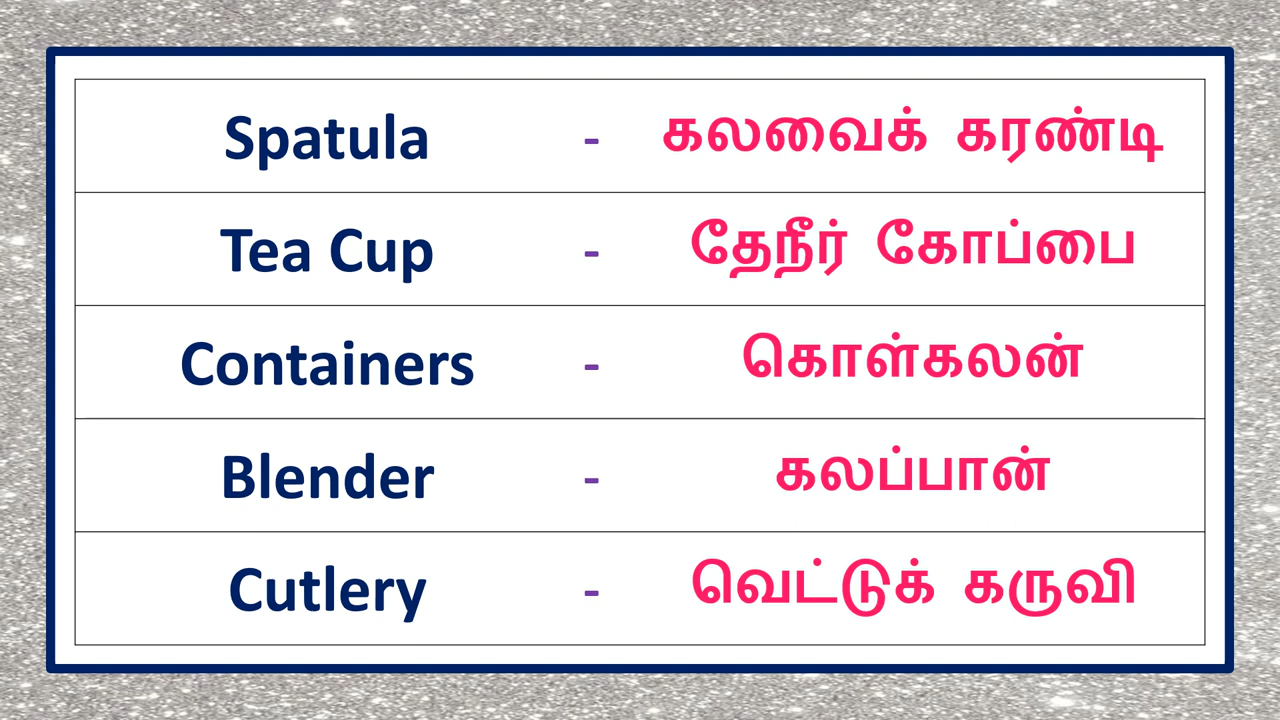 Spatula - கலவைக் கரண்டி
Tea Cup - தேநீர் கோப்பை
Containers - கொள்கலன்
Blender - கலப்பான்
Cutlery - வெட்டுக் கருவி